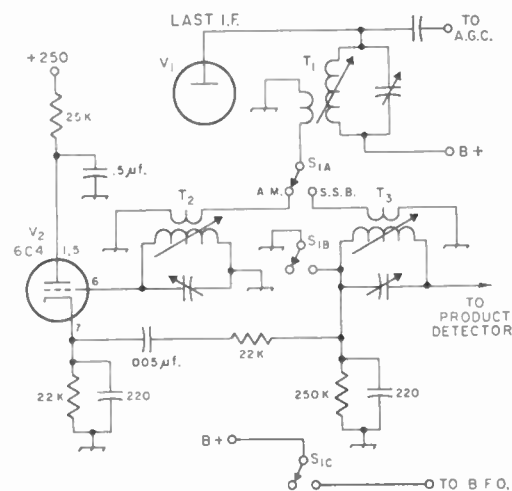 LAST I.F.
TO
A.G.C.
V1
T1
+250
25K
.5µf.
B+
S1A
A.M.
S.S.B.
T2
T3
V2
6C4
1,5
6
7
S1B
TO
PRODUCT
DETECTOR
.005µf.
22K
22K
220
250K
220
B+
S1C
TO B F O.